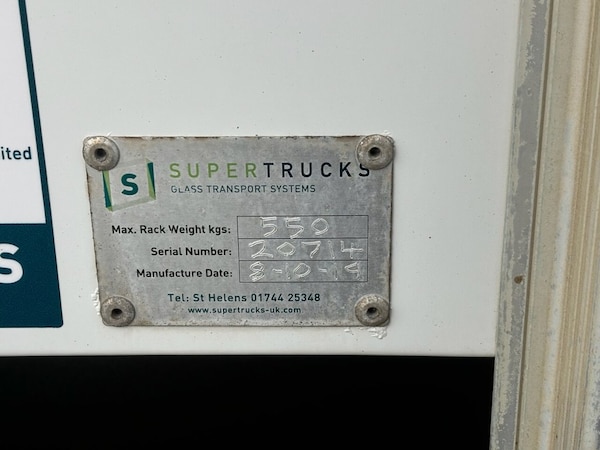 ited
S
S SUPERTRUCKS
GLASS TRANSPORT SYSTEMS
Max. Rack Weight kgs: 550
Serial Number: 20714
Manufacture Date: 8-10-19
Tel: St Helens 01744 25348
www.supertrucks-uk.com